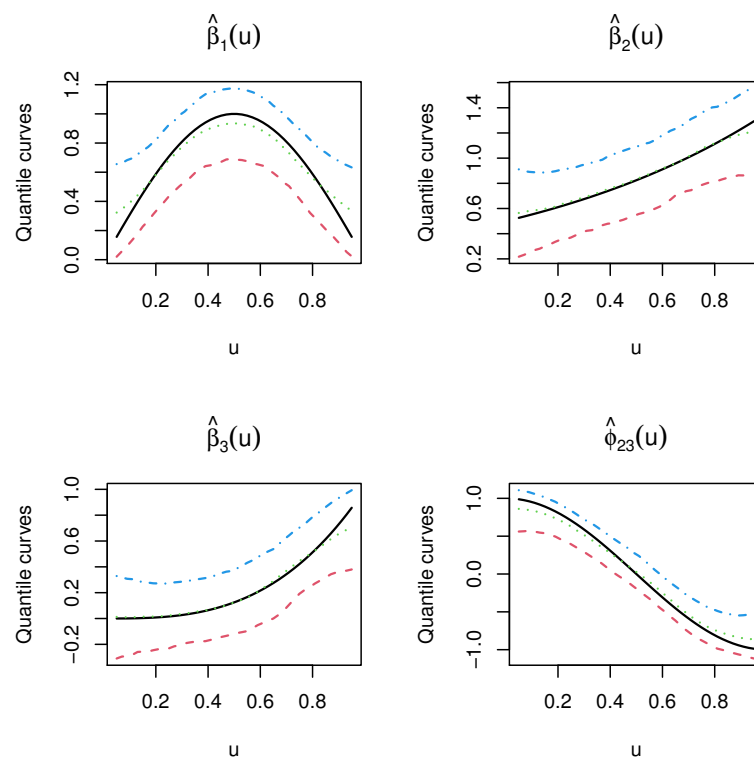 β̂₁(u)
Quantile curves
0.0 0.4 0.8 1.2
0.2 0.4 0.6 0.8
u
β̂₂(u)
Quantile curves
0.2 0.6 1.0 1.4
0.2 0.4 0.6 0.8
u
β̂₃(u)
Quantile curves
−0.2 0.2 0.6 1.0
0.2 0.4 0.6 0.8
u
ϕ̂₂₃(u)
Quantile curves
−1.0 0.0 1.0
0.2 0.4 0.6 0.8
u